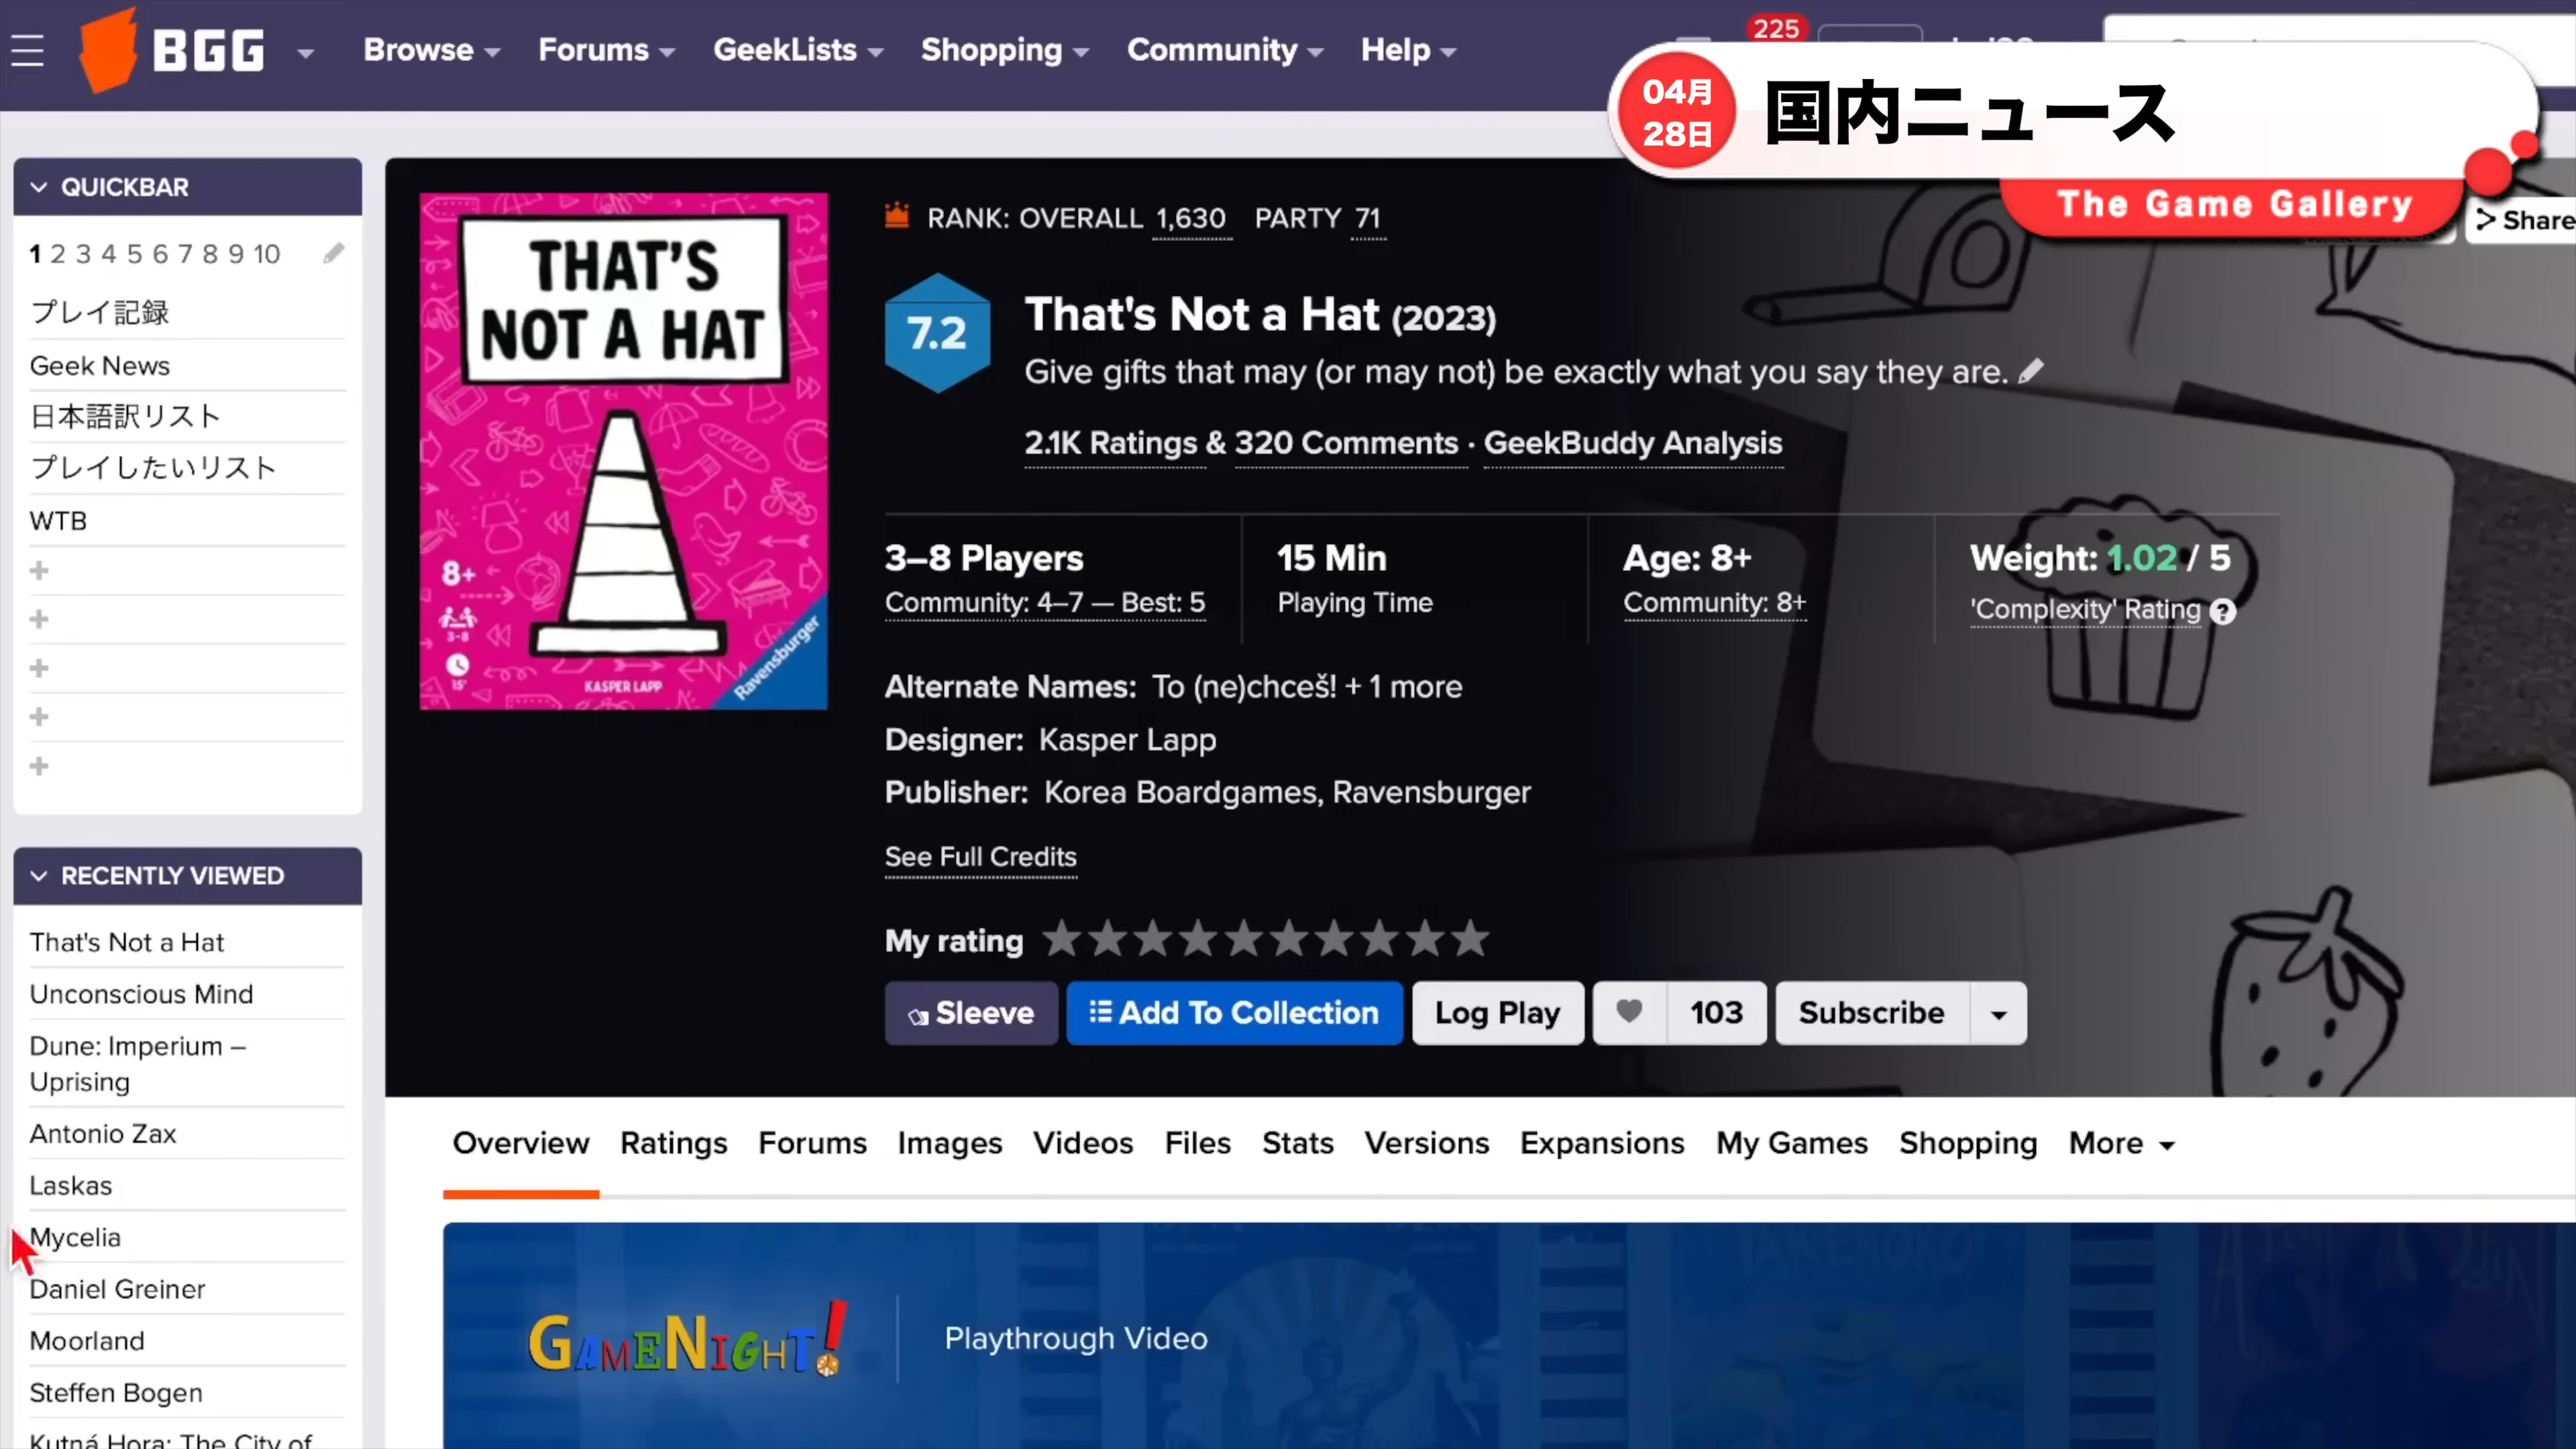 BGG
Browse
Forums
GeekLists
Shopping
Community
Help
225
04月
28日
国内ニュース
The Game Gallery
Share
QUICKBAR
1 2 3 4 5 6 7 8 9 10
プレイ記録
Geek News
日本語訳リスト
プレイしたいリスト
WTB
RECENTLY VIEWED
That's Not a Hat
Unconscious Mind
Dune: Imperium –
Uprising
Antonio Zax
Laskas
Mycelia
Daniel Greiner
Moorland
Steffen Bogen
Kutná Hora: The City of
THAT'S
NOT A HAT
8+
3-8
15'
KASPER LAPP
Ravensburger
RANK: OVERALL 1,630 PARTY 71
7.2
That's Not a Hat (2023)
Give gifts that may (or may not) be exactly what you say they are.
2.1K Ratings & 320 Comments · GeekBuddy Analysis
3–8 Players
Community: 4–7 — Best: 5
15 Min
Playing Time
Age: 8+
Community: 8+
Weight: 1.02 / 5
'Complexity' Rating ?
Alternate Names: To (ne)chceš! + 1 more
Designer: Kasper Lapp
Publisher: Korea Boardgames, Ravensburger
See Full Credits
My rating
Sleeve
Add To Collection
Log Play
103
Subscribe
Overview
Ratings
Forums
Images
Videos
Files
Stats
Versions
Expansions
My Games
Shopping
More
GAMENIGHT!
Playthrough Video